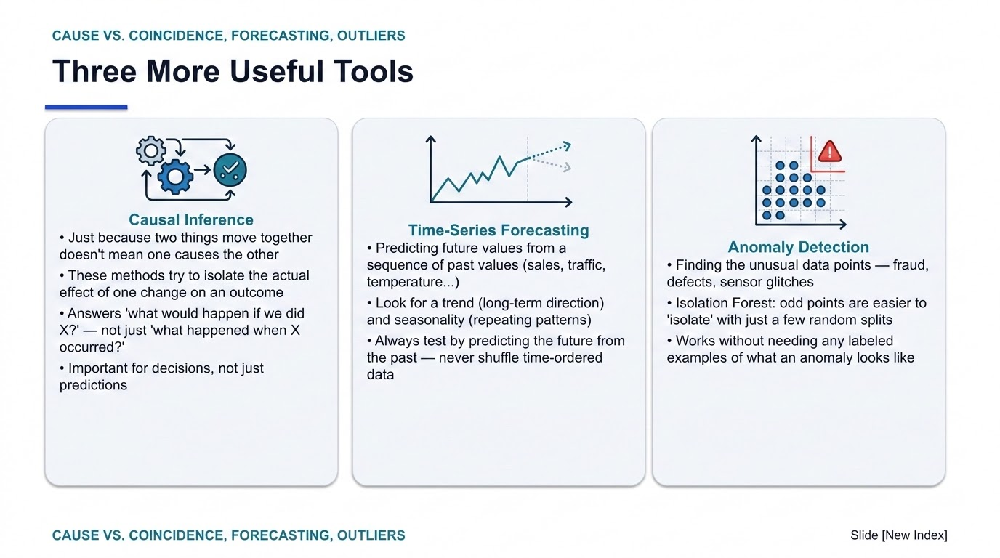 CAUSE VS. COINCIDENCE, FORECASTING, OUTLIERS
Three More Useful Tools
Causal Inference
• Just because two things move together
doesn't mean one causes the other
• These methods try to isolate the actual
effect of one change on an outcome
• Answers 'what would happen if we did
X?' — not just 'what happened when X
occurred?'
• Important for decisions, not just
predictions
Time-Series Forecasting
• Predicting future values from a
sequence of past values (sales, traffic,
temperature...)
• Look for a trend (long-term direction)
and seasonality (repeating patterns)
• Always test by predicting the future from
the past — never shuffle time-ordered
data
Anomaly Detection
• Finding the unusual data points — fraud,
defects, sensor glitches
• Isolation Forest: odd points are easier to
'isolate' with just a few random splits
• Works without needing any labeled
examples of what an anomaly looks like
CAUSE VS. COINCIDENCE, FORECASTING, OUTLIERS
Slide [New Index]